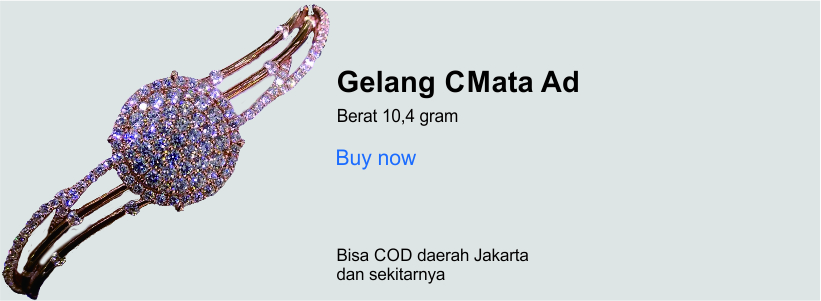 Gelang CMata Ad
Berat 10,4 gram
Buy now
Bisa COD daerah Jakarta
dan sekitarnya